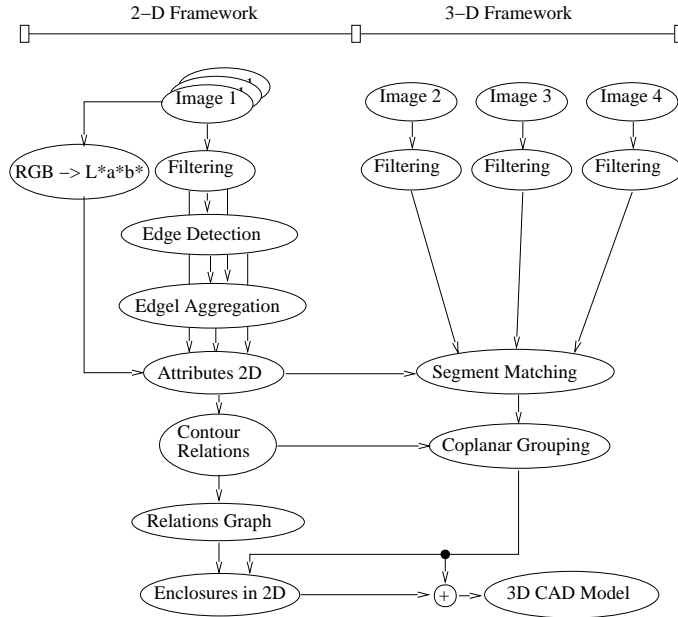 2−D Framework
3−D Framework
Image 1
Image 2
Image 3
Image 4
RGB −> L*a*b*
Filtering
Filtering
Filtering
Filtering
Edge Detection
Edgel Aggregation
Attributes 2D
Segment Matching
Contour
Relations
Coplanar Grouping
Relations Graph
Enclosures in 2D
+
3D CAD Model